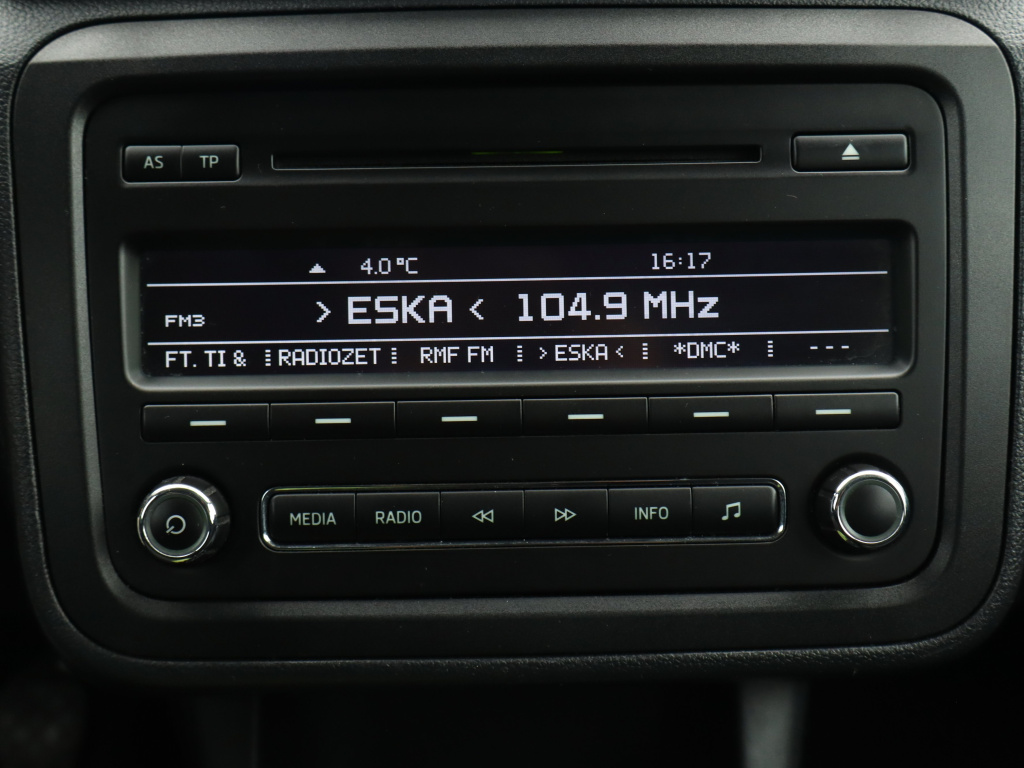 AS TP
4.0°C 16:17
FM3 > ESKA < 104.9 MHz
FT. TI & RADIOZET RMF FM >ESKA< *DMC* ---
MEDIA RADIO INFO